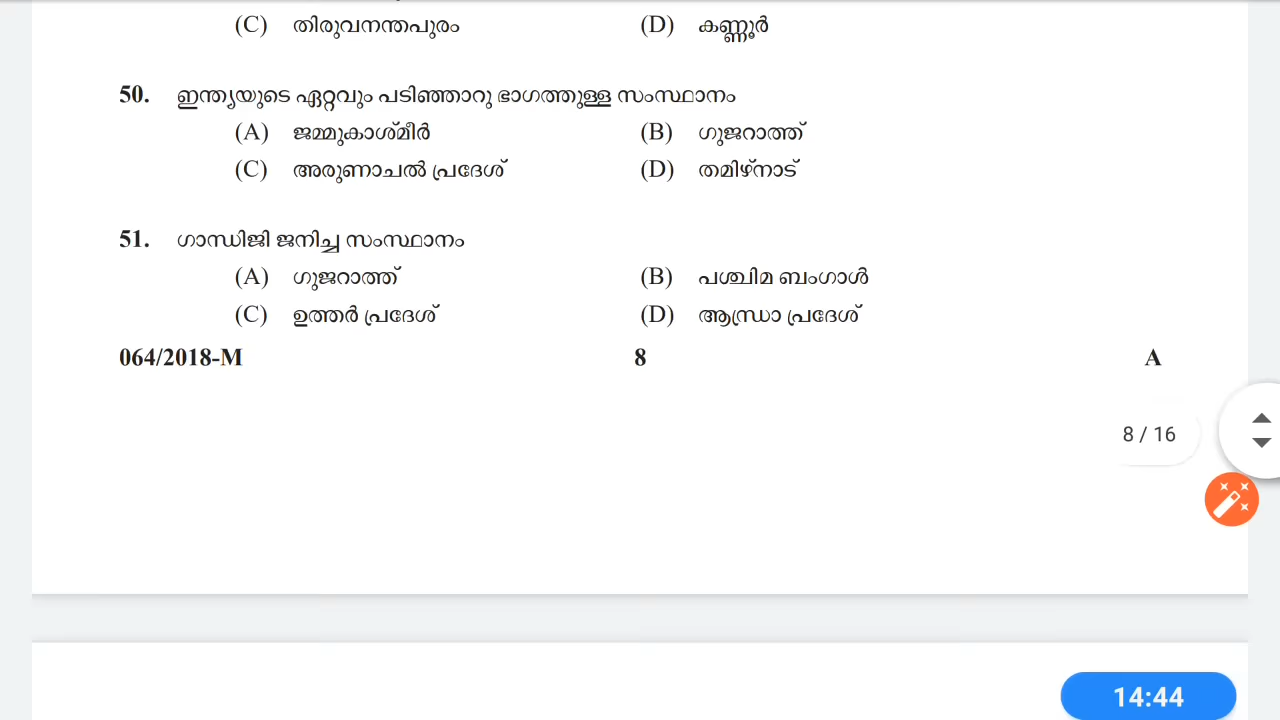 (C) തിരുവനന്തപുരം (D) കണ്ണൂർ
50. ഇന്ത്യയുടെ ഏറ്റവും പടിഞ്ഞാറു ഭാഗത്തുള്ള സംസ്ഥാനം
(A) ജമ്മുകാശ്മീർ (B) ഗുജറാത്ത്
(C) അരുണാചൽ പ്രദേശ് (D) തമിഴ്നാട്
51. ഗാന്ധിജി ജനിച്ച സംസ്ഥാനം
(A) ഗുജറാത്ത് (B) പശ്ചിമ ബംഗാൾ
(C) ഉത്തർ പ്രദേശ് (D) ആന്ധ്രാ പ്രദേശ്
064/2018-M 8 A
8 / 16
14:44